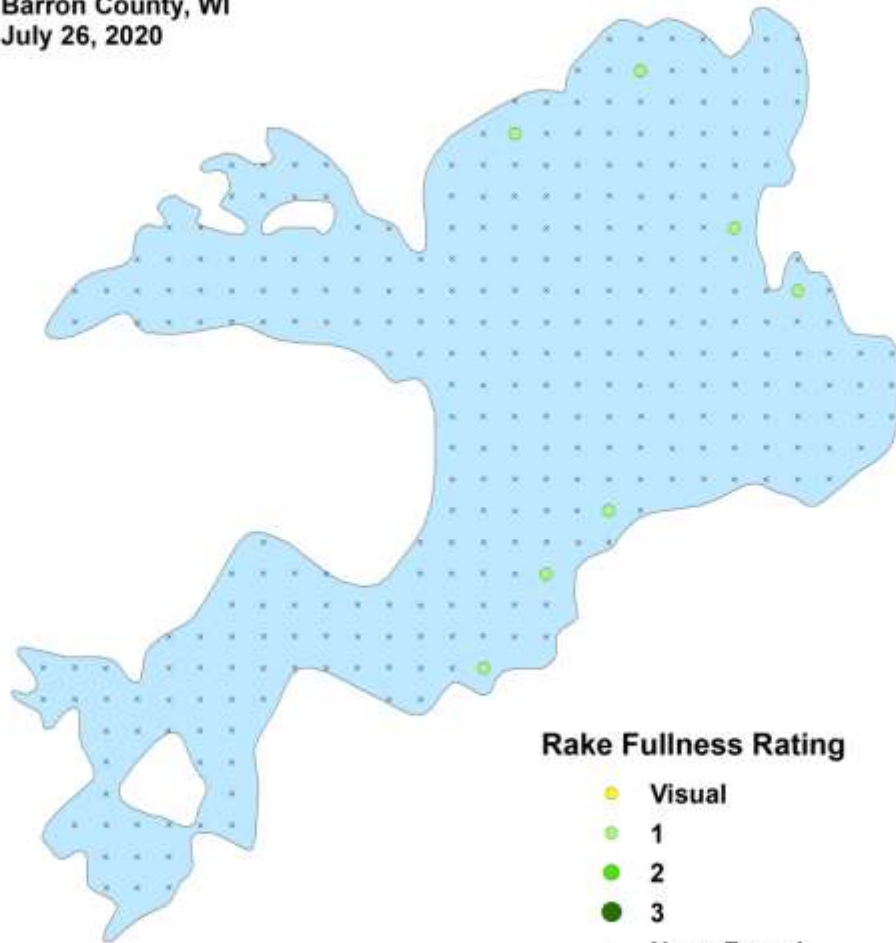 Barron County, WI
July 26, 2020
Rake Fullness Rating
Visual
1
2
3